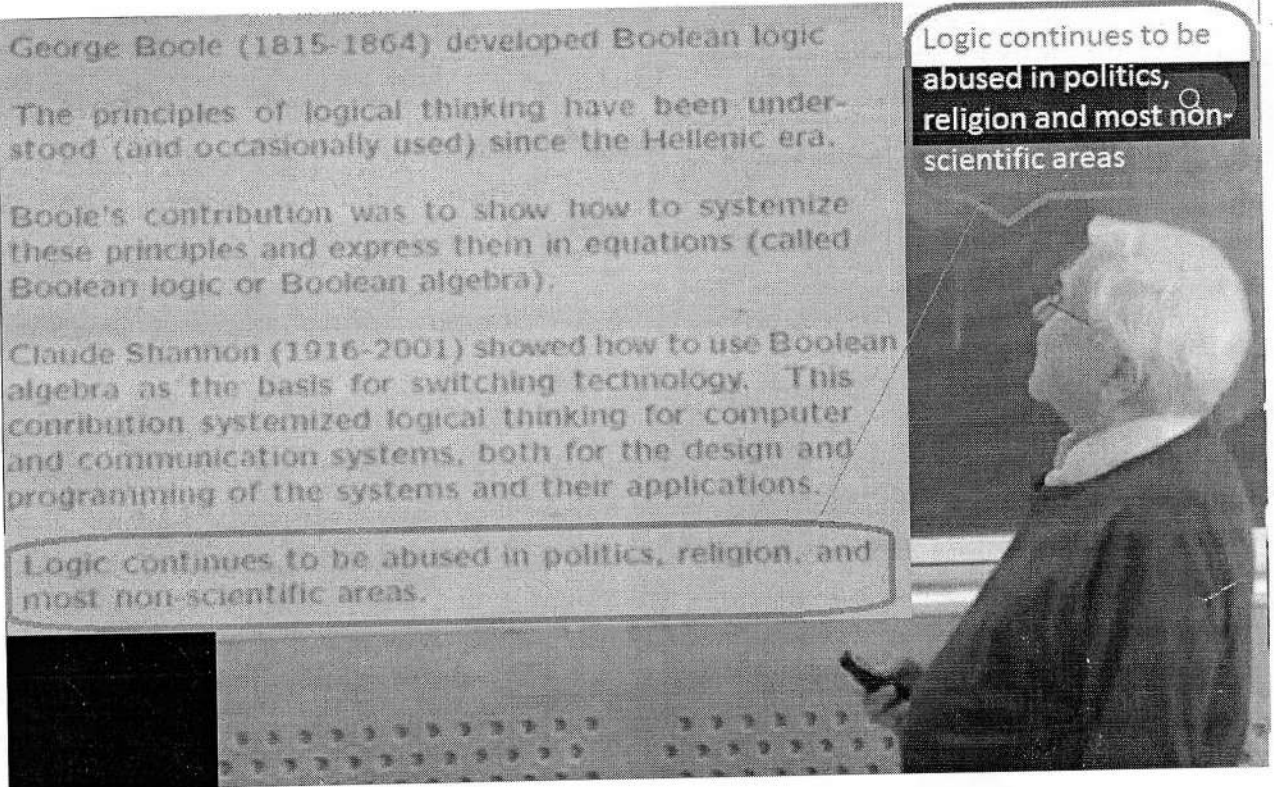 George Boole (1815-1864) developed Boolean logic
The principles of logical thinking have been under-
stood (and occasionally used) since the Hellenic era.
Boole's contribution was to show how to systemize
these principles and express them in equations (called
Boolean logic or Boolean algebra).
Claude Shannon (1916-2001) showed how to use Boolean
algebra as the basis for switching technology. This
conribution systemized logical thinking for computer
and communication systems, both for the design and
programming of the systems and their applications.
Logic continues to be abused in politics, religion, and
most non-scientific areas.
Logic continues to be
abused in politics,
religion and most non-
scientific areas